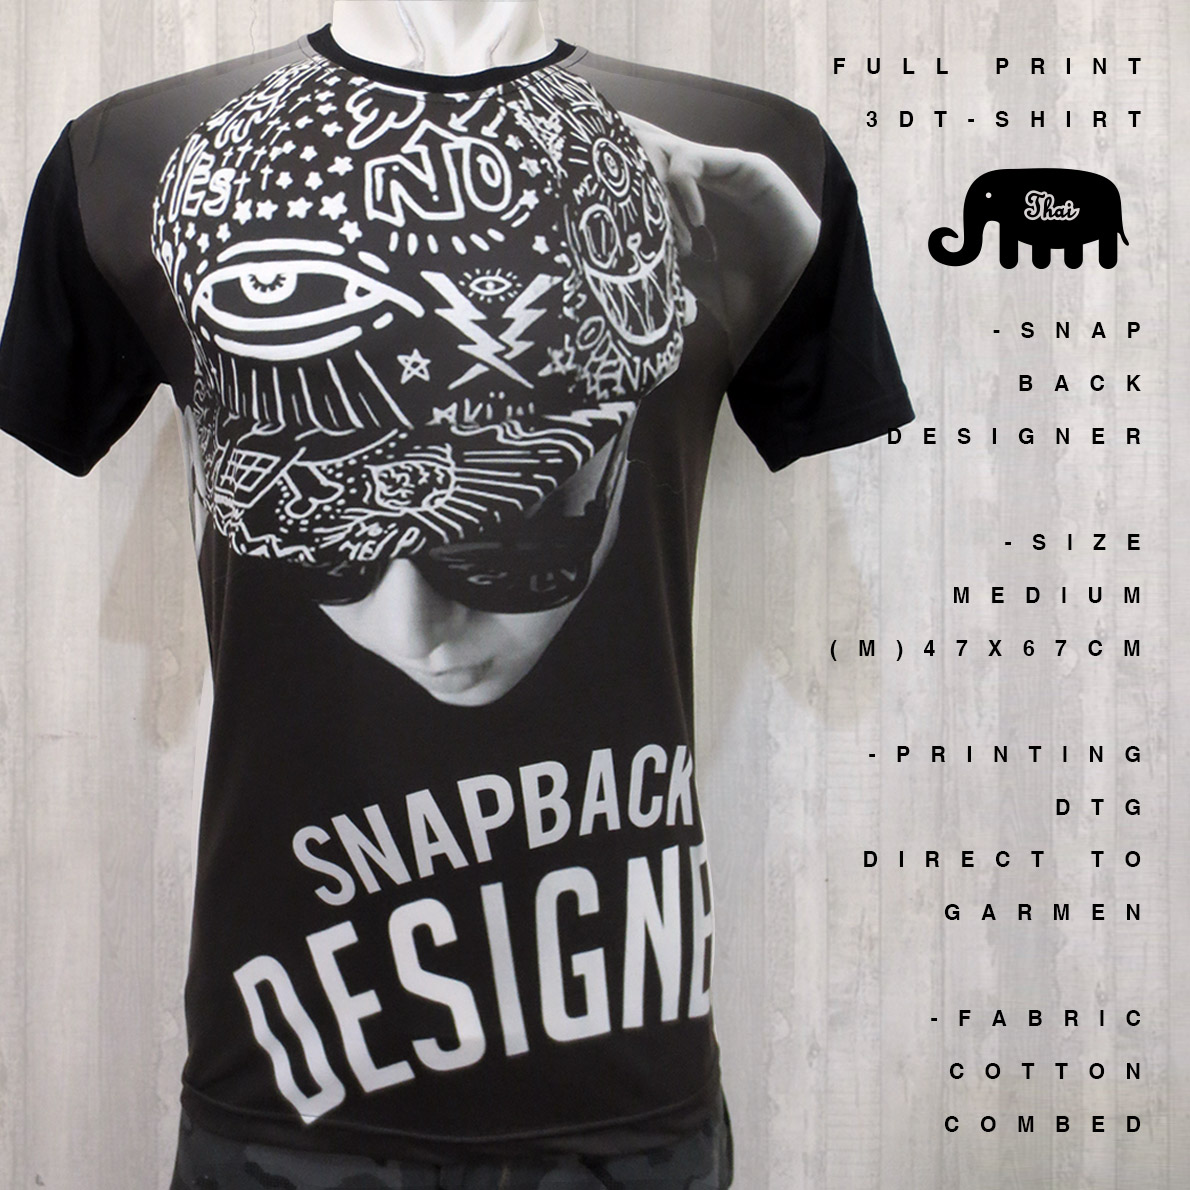 FULL PRINT
3DT-SHIRT
Thai
-SNAP
BACK
DESIGNER
-SIZE
MEDIUM
(M)47X67CM
-PRINTING
DTG
DIRECT TO
GARMEN
-FABRIC
COTTON
COMBED
YES
NO
HELP
SNAPBACK
DESIGNE